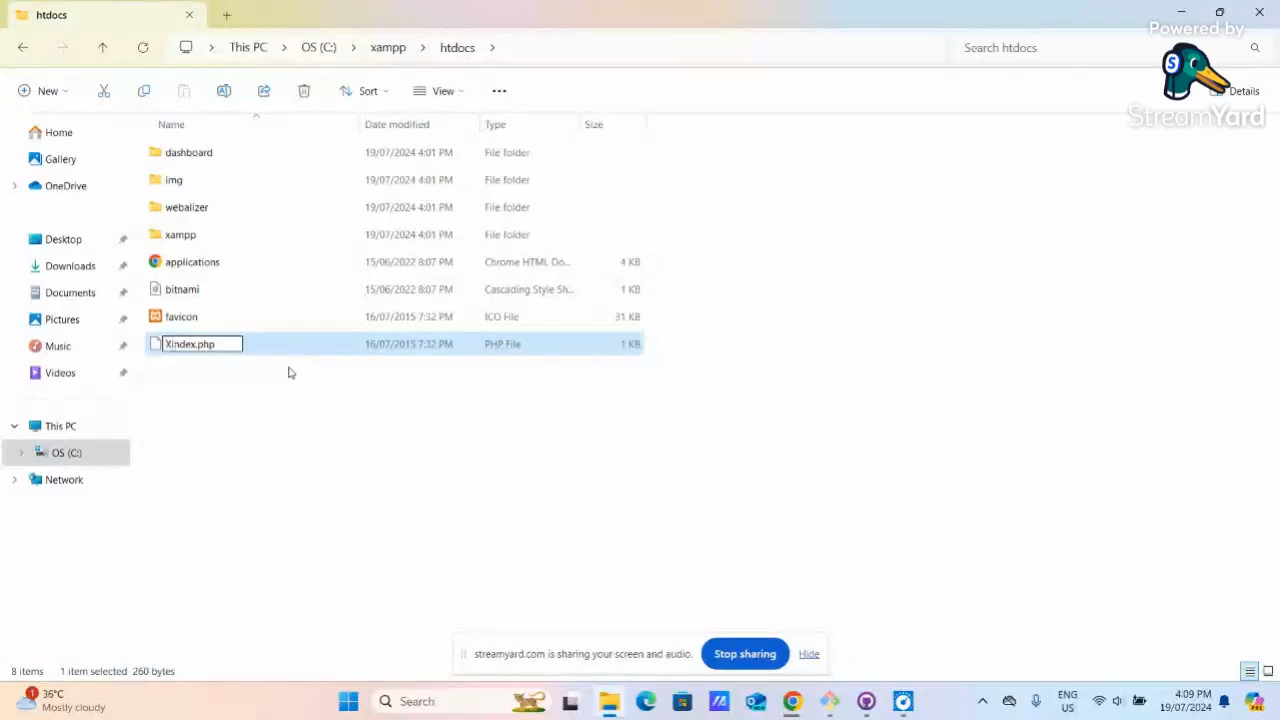 htdocs
Powered by
This PC
OS (C:)
xampp
htdocs
Search htdocs
S
StreamYard
New
Sort
View
Details
Name
Date modified
Type
Size
Home
Gallery
OneDrive
Desktop
Downloads
Documents
Pictures
Music
Videos
This PC
OS (C:)
Network
dashboard 19/07/2024 4:01 PM File folder
img 19/07/2024 4:01 PM File folder
webalizer 19/07/2024 4:01 PM File folder
xampp 19/07/2024 4:01 PM File folder
applications 15/06/2022 8:07 PM Chrome HTML Do... 4 KB
bitnami 15/06/2022 8:07 PM Cascading Style Sh... 1 KB
favicon 16/07/2015 7:32 PM ICO File 31 KB
Xindex.php 16/07/2015 7:32 PM PHP File 1 KB
streamyard.com is sharing your screen and audio.
Stop sharing
Hide
8 items
1 item selected 260 bytes
1
36°C
Mostly cloudy
Search
ENG
US
4:09 PM
19/07/2024